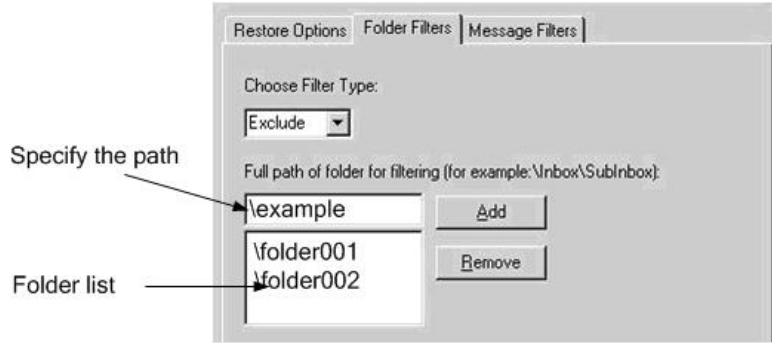 Restore Options Folder Filters Message Filters
Choose Filter Type:
Exclude
Specify the path
Full path of folder for filtering (for example:\Inbox\SubInbox):
\example Add
\folder001
Remove
Folder list
\folder002